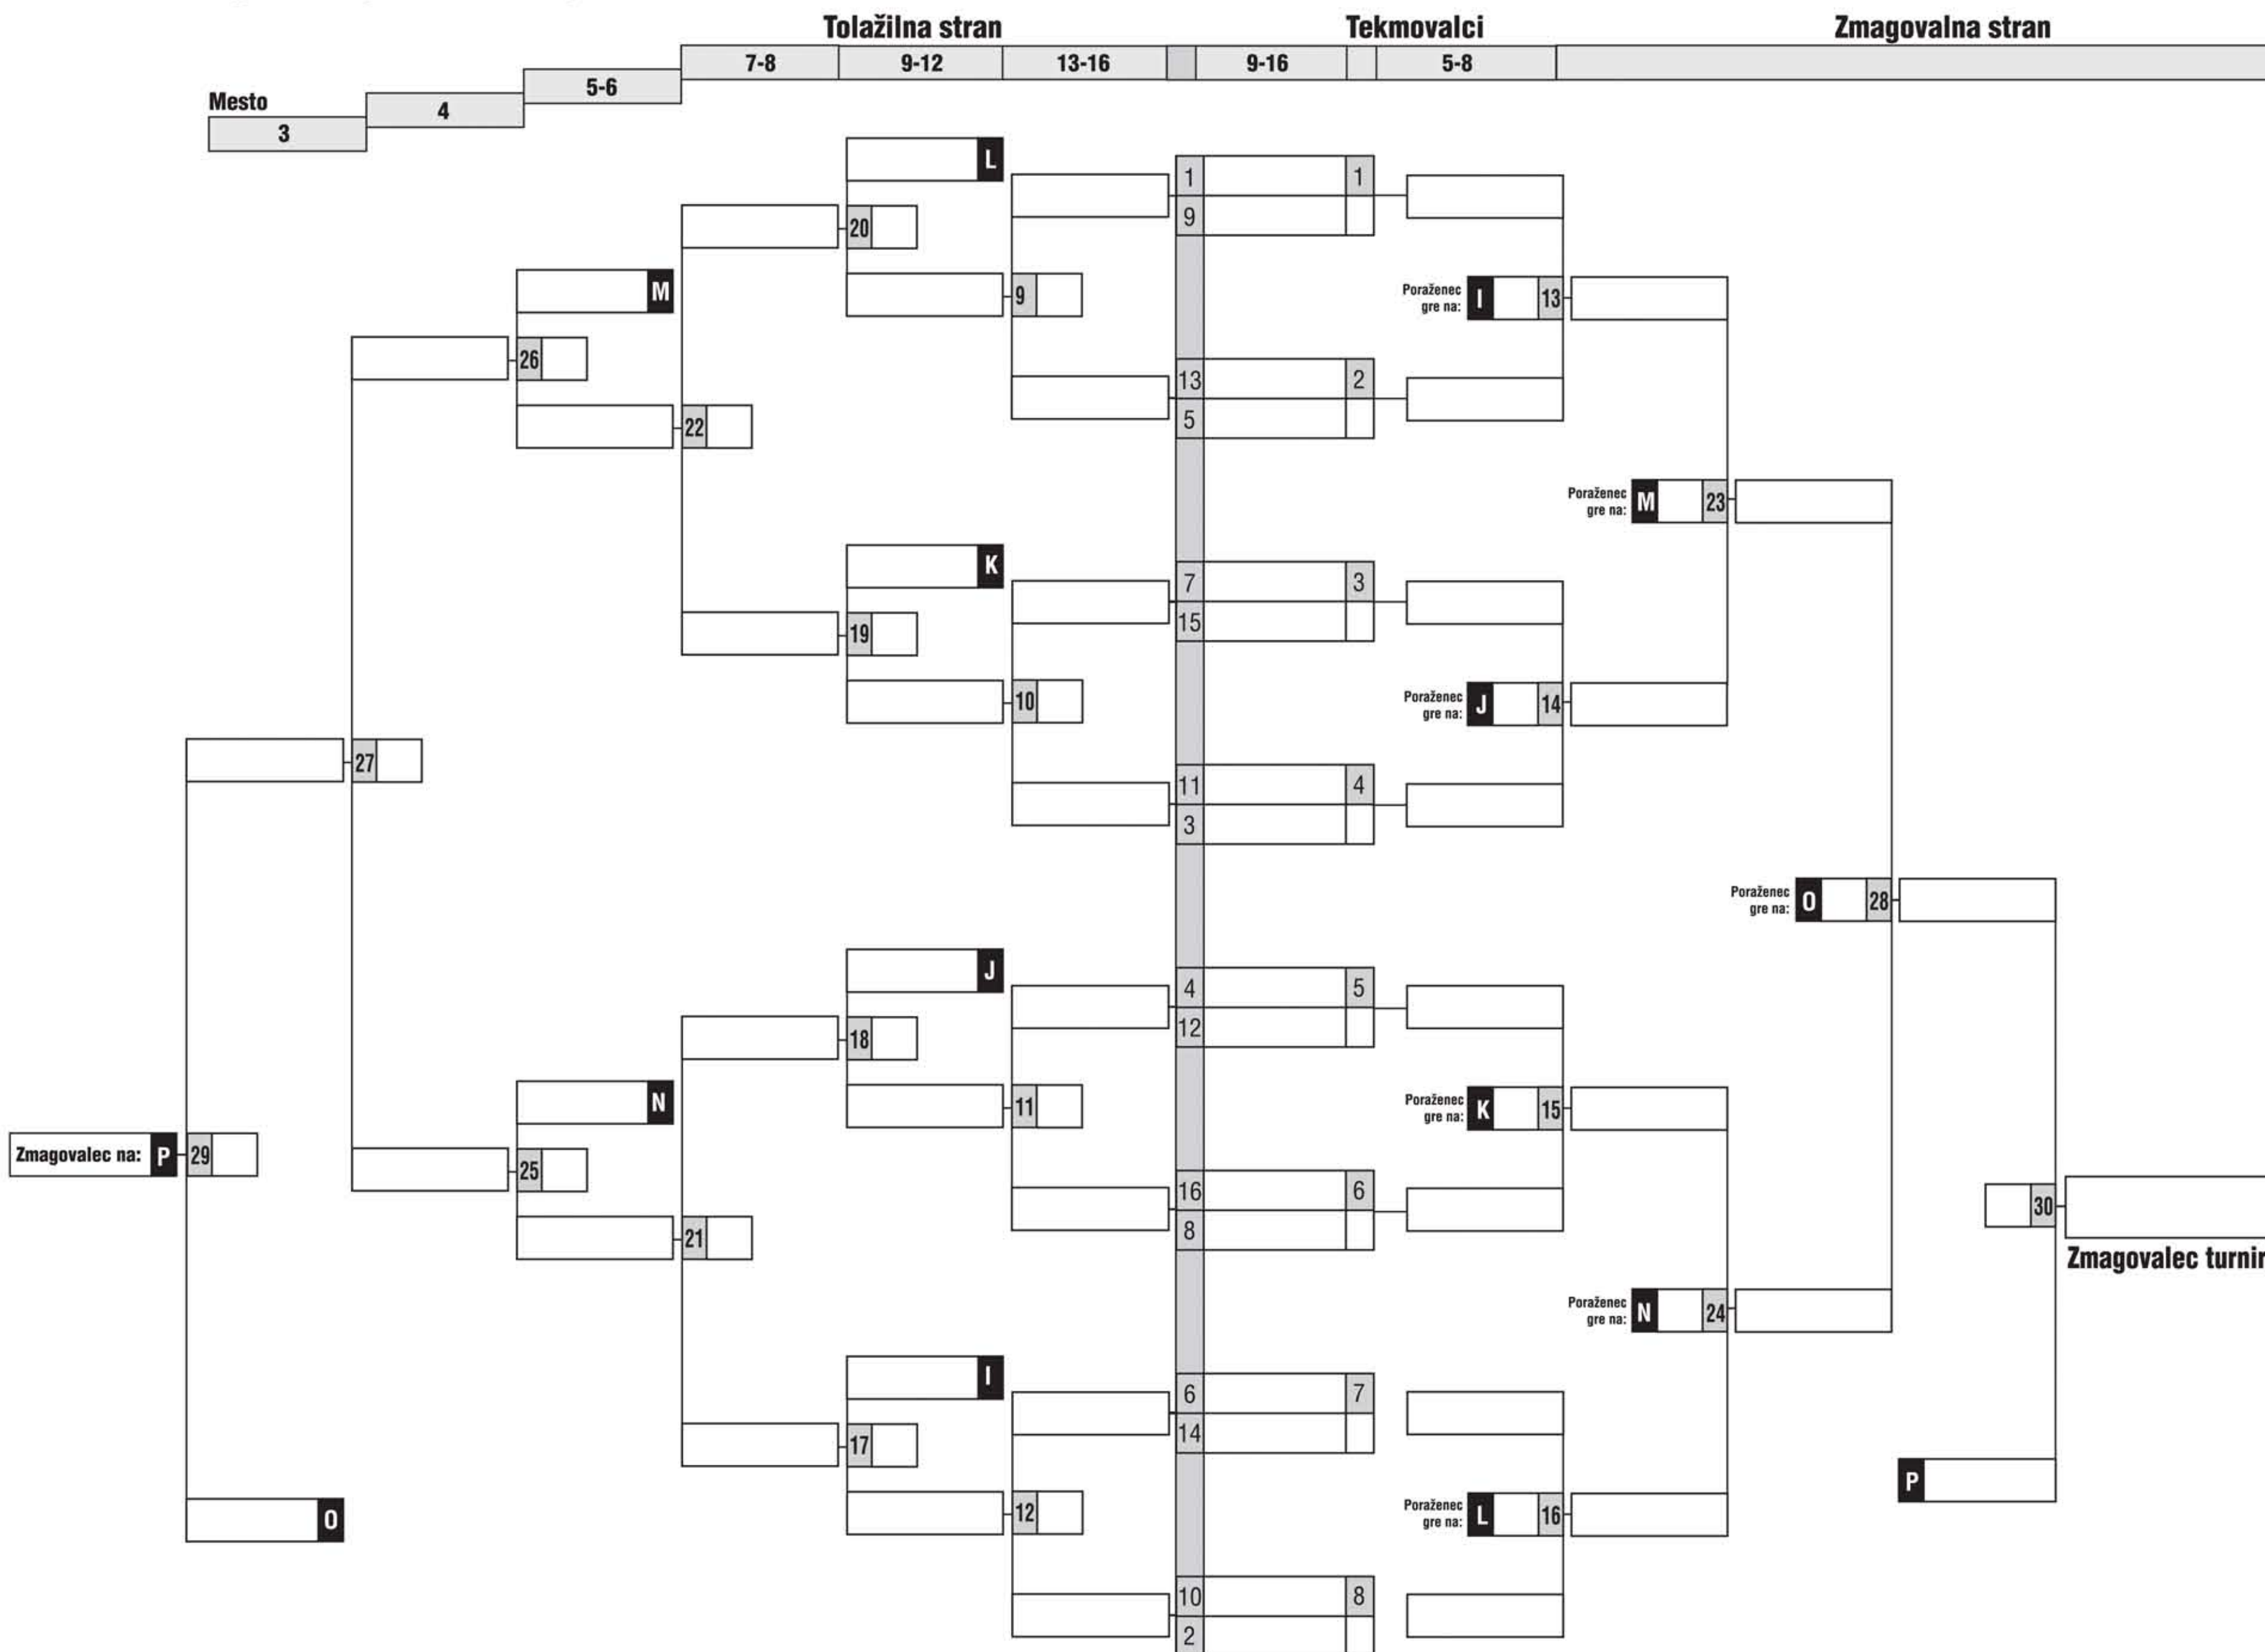 Tolažilna stran Tekmovalci Zmagovalna stran
7-8 9-12 13-16 9-16 5-8
5-6
Mesto 4
3
L
1 1
9
20
M
9
Poraženec
gre na: I 13
26
13 2
5
22
Poraženec
gre na: M 23
K
7 3
15
19
10
Poraženec
gre na: J 14
27
11 4
3
Poraženec
gre na: O 28
J
4 5
12
18
N
11
Poraženec
gre na: K 15
Zmagovalec na: P 29
25
16 6
8
30
21
Zmagovalec turnir
Poraženec
gre na: N 24
I
6 7
14
17
P
O
12
Poraženec
gre na: L 16
10 8
2